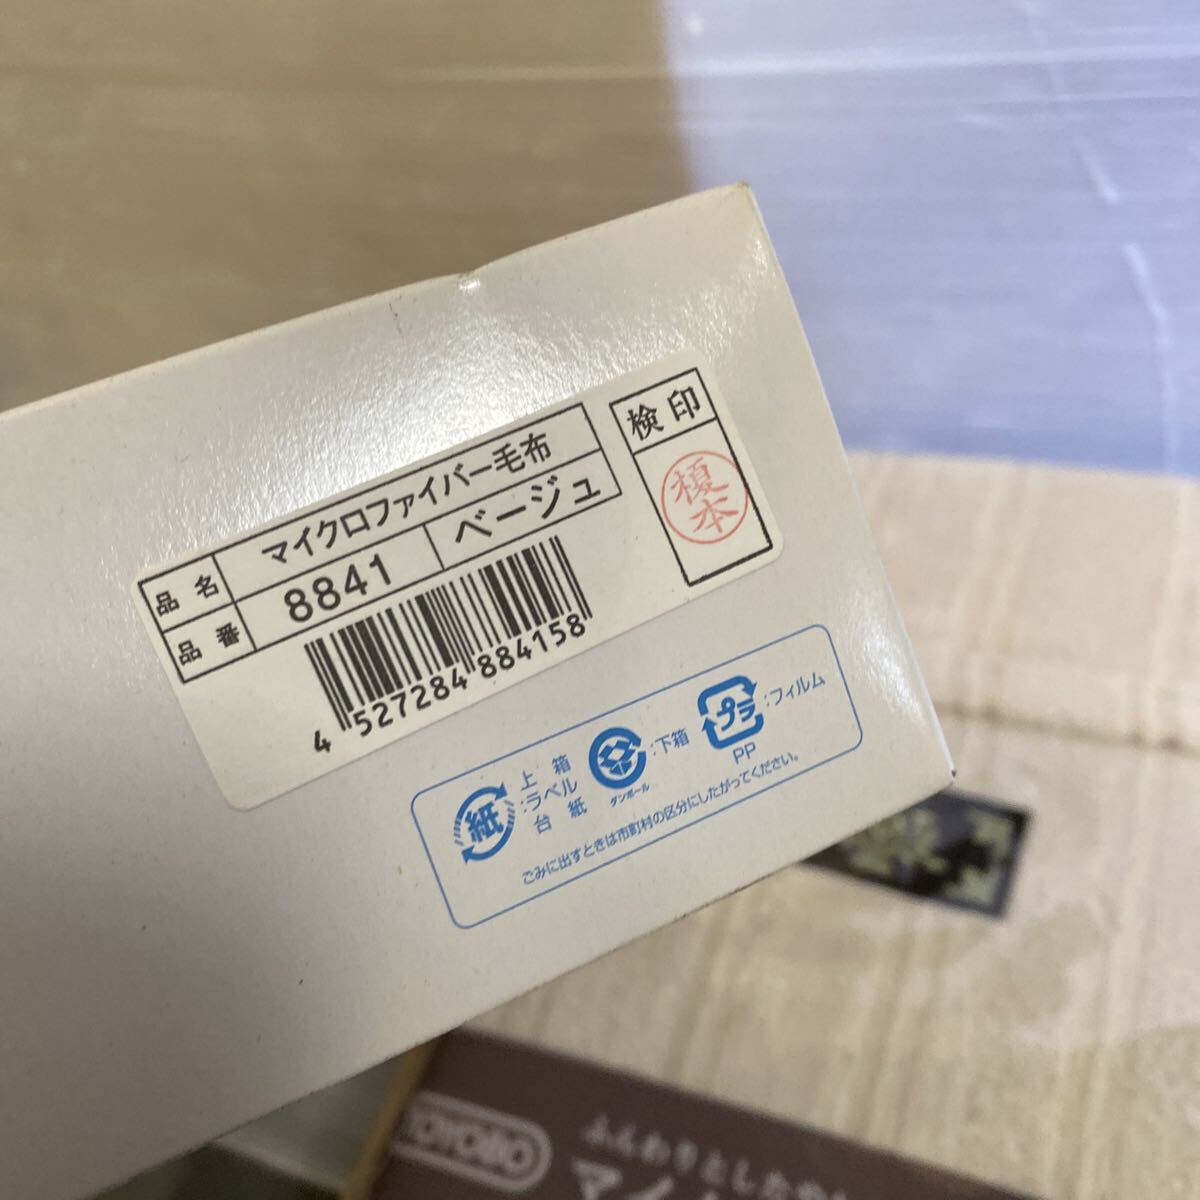 品名 マイクロファイバー毛布
品番 8841 ベージュ
4 527284 884158
検印
榎本
紙
上箱
:ラベル
台紙
ダンボール
:下箱
プラ
PP
:フィルム
ごみに出すときは市町村の区分にしたがってください。
TOYOBO
ふんわりとした
マイ